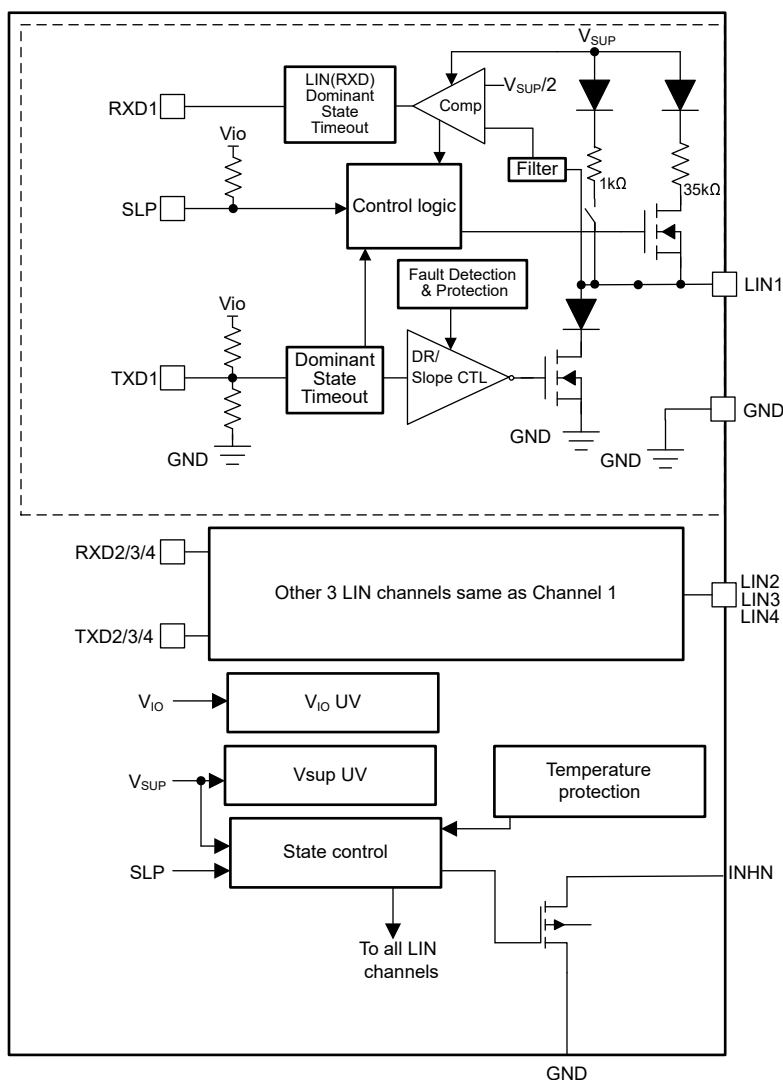 VSUP
LIN(RXD)
Dominant
State
Timeout
RXD1
Comp
VSUP/2
Vio
Filter
1kΩ
35kΩ
SLP
Control logic
Fault Detection
& Protection
LIN1
Vio
TXD1
Dominant
State
Timeout
DR/
Slope CTL
GND
GND
GND
GND
RXD2/3/4
Other 3 LIN channels same as Channel 1
LIN2
LIN3
LIN4
TXD2/3/4
VIO
VIO UV
VSUP
Vsup UV
Temperature
protection
State control
SLP
INHN
To all LIN
channels
GND